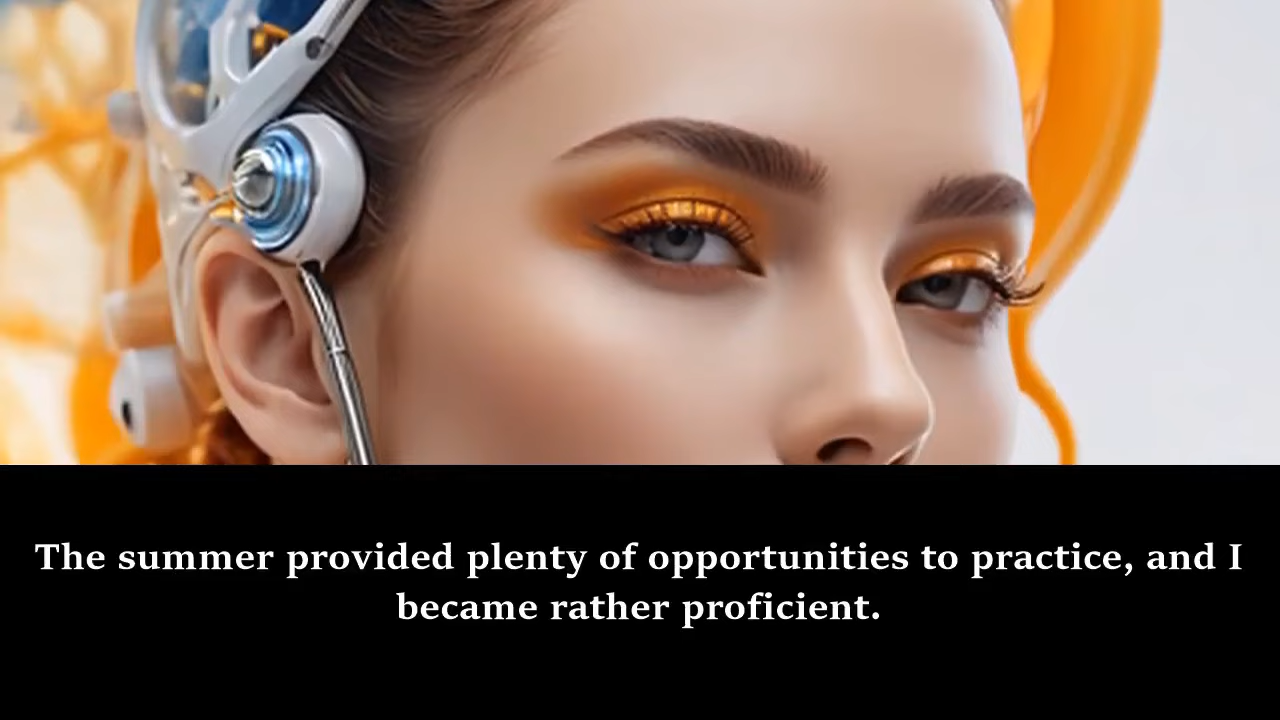 The summer provided plenty of opportunities to practice, and I
became rather proficient.